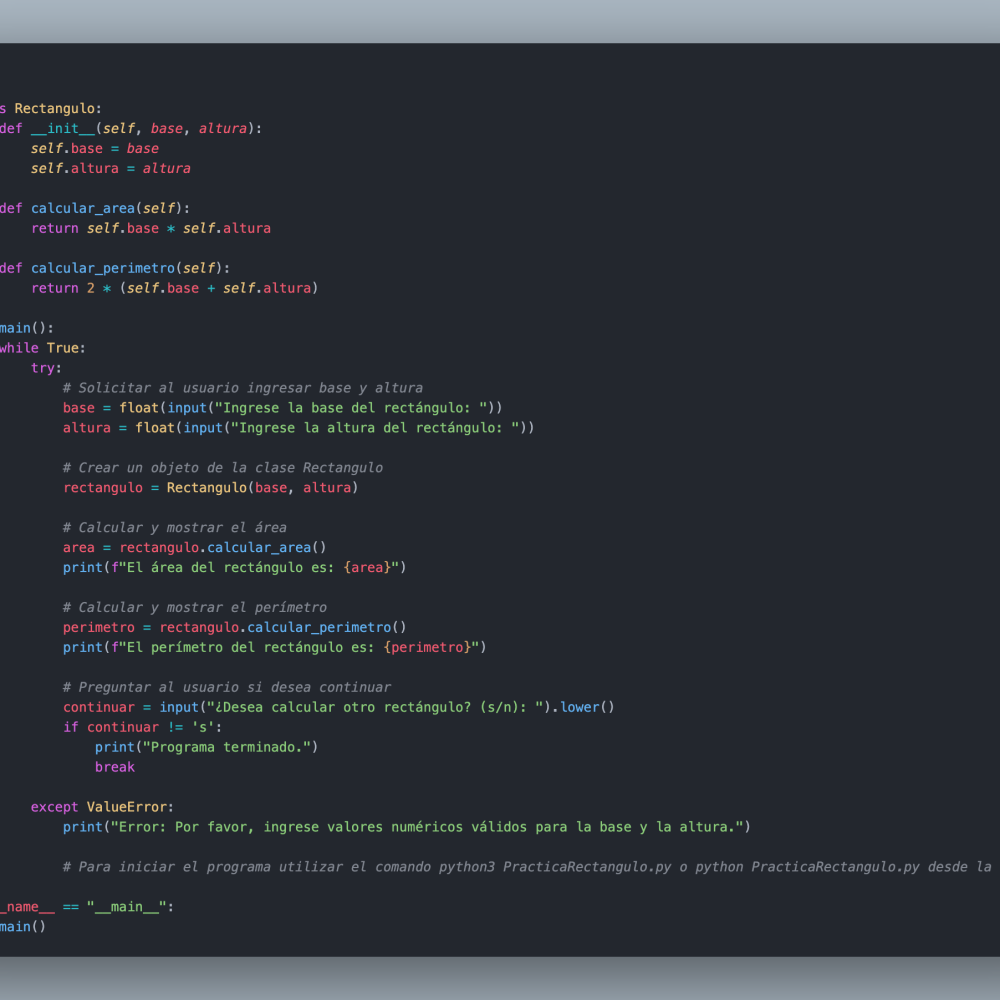 s Rectangulo:
def __init__(self, base, altura):
self.base = base
self.altura = altura
def calcular_area(self):
return self.base * self.altura
def calcular_perimetro(self):
return 2 * (self.base + self.altura)
main():
while True:
try:
# Solicitar al usuario ingresar base y altura
base = float(input("Ingrese la base del rectángulo: "))
altura = float(input("Ingrese la altura del rectángulo: "))
# Crear un objeto de la clase Rectangulo
rectangulo = Rectangulo(base, altura)
# Calcular y mostrar el área
area = rectangulo.calcular_area()
print(f"El área del rectángulo es: {area}")
# Calcular y mostrar el perímetro
perimetro = rectangulo.calcular_perimetro()
print(f"El perímetro del rectángulo es: {perimetro}")
# Preguntar al usuario si desea continuar
continuar = input("¿Desea calcular otro rectángulo? (s/n): ").lower()
if continuar != 's':
print("Programa terminado.")
break
except ValueError:
print("Error: Por favor, ingrese valores numéricos válidos para la base y la altura.")
# Para iniciar el programa utilizar el comando python3 PracticaRectangulo.py o python PracticaRectangulo.py desde la
_name__ == "__main__":
main()